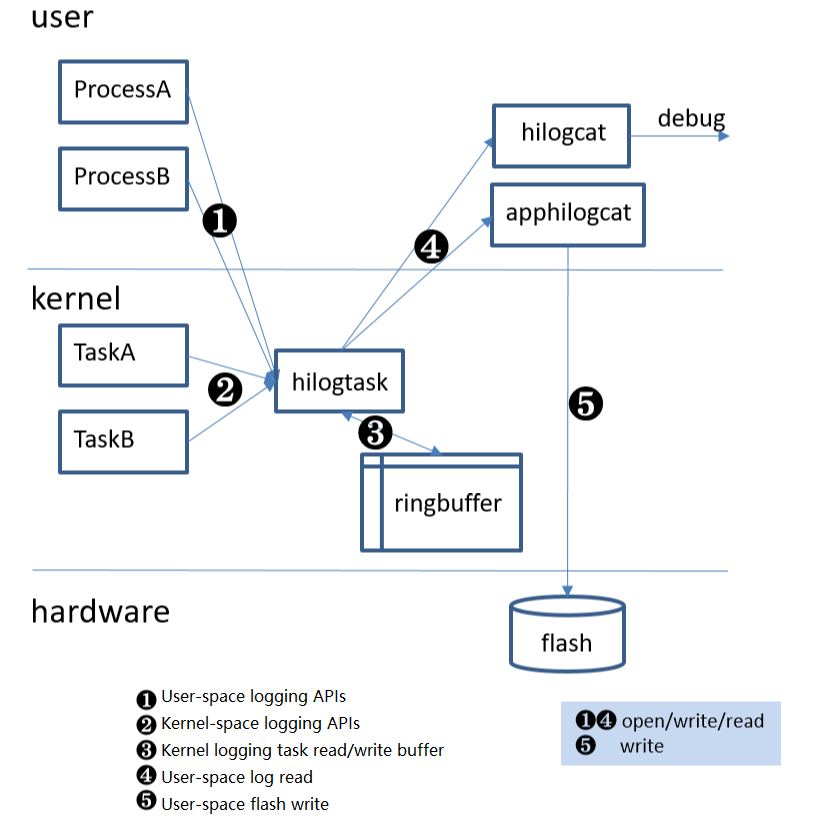 user
ProcessA
ProcessB
hilogcat
debug
apphilogcat
❶
❹
kernel
TaskA
TaskB
❷
hilogtask
❸
❺
ringbuffer
hardware
flash
❶ User-space logging APIs
❷ Kernel-space logging APIs
❸ Kernel logging task read/write buffer
❹ User-space log read
❺ User-space flash write
❶❹ open/write/read
❺ write